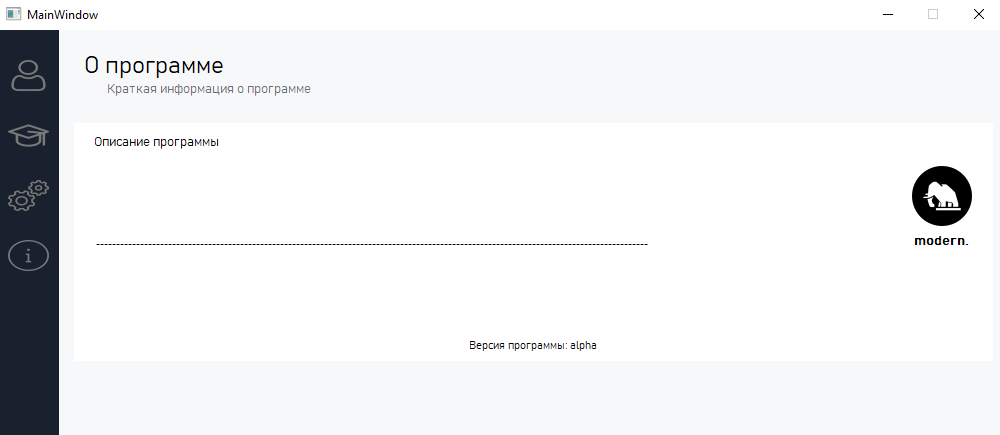 MainWindow
О программе
Краткая информация о программе
Описание программы
modern.
Версия программы: alpha